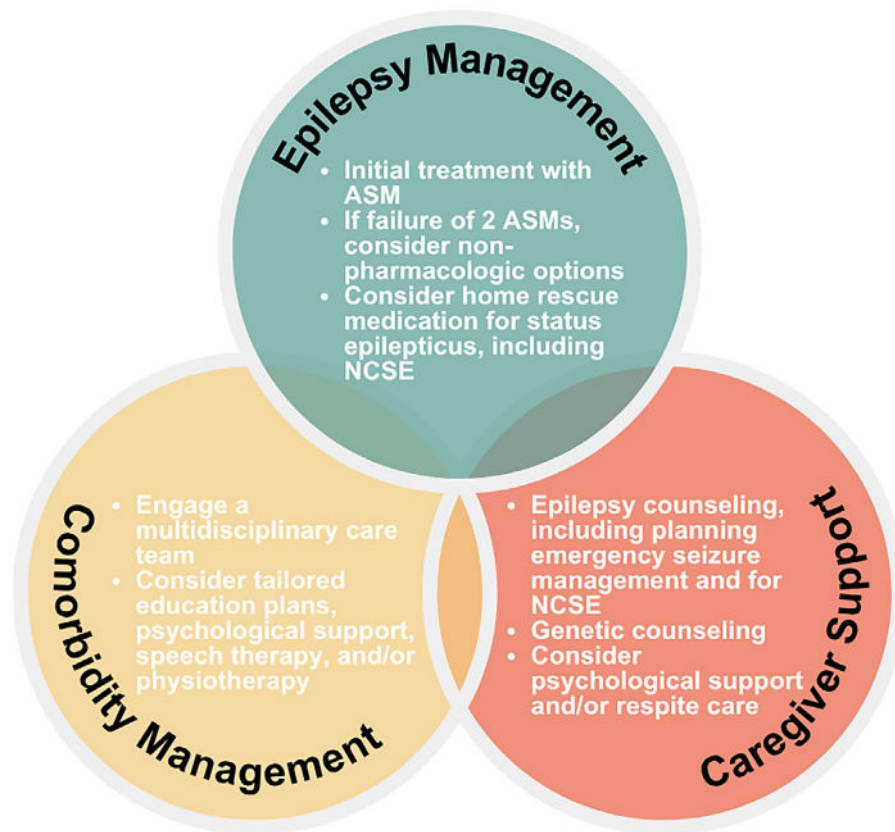 Epilepsy Management
• Initial treatment with
ASM
• If failure of 2 ASMs,
consider non-
pharmacologic options
• Consider home rescue
medication for status
epilepticus, including
NCSE
Comorbidity Management
• Engage a
multidisciplinary care
team
• Consider tailored
education plans,
psychological support,
speech therapy, and/or
physiotherapy
Caregiver Support
• Epilepsy counseling,
including planning
emergency seizure
management and for
NCSE
• Genetic counseling
• Consider
psychological support
and/or respite care